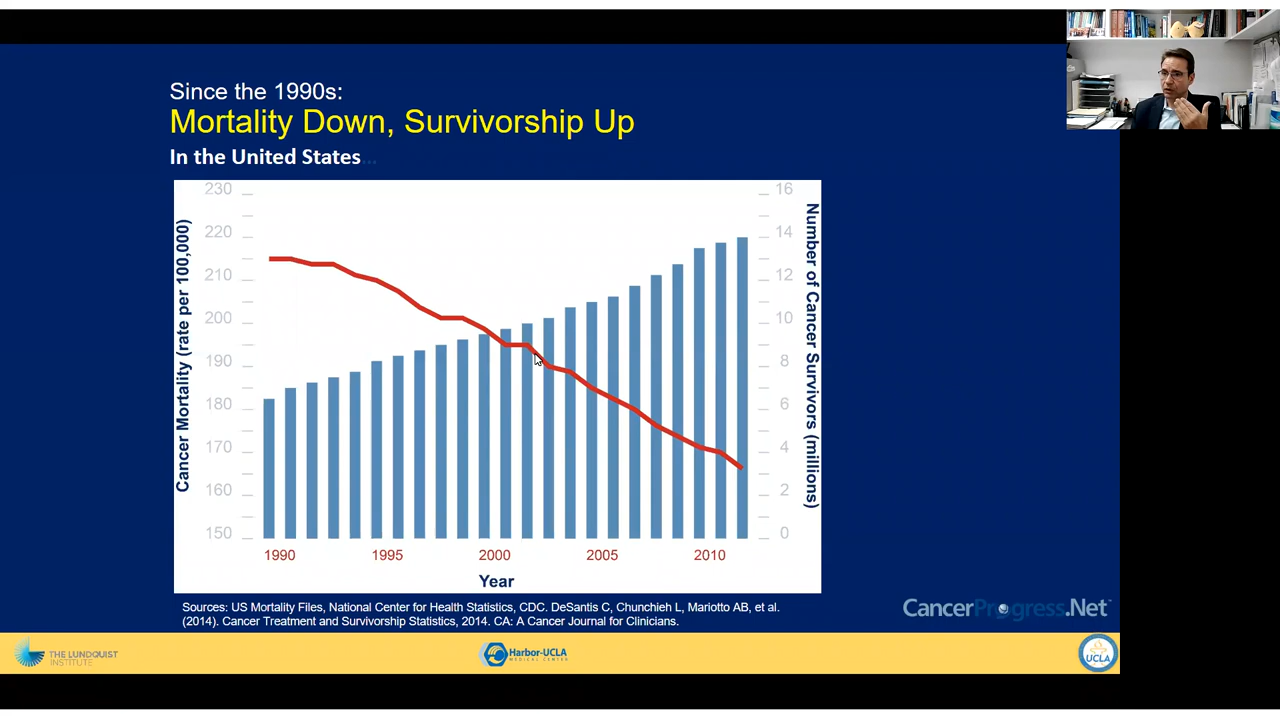 Since the 1990s:
Mortality Down, Survivorship Up
In the United States...
230
220
210
200
190
180
170
160
150
Cancer Mortality (rate per 100,000)
16
14
12
10
8
6
4
2
0
Number of Cancer Survivors (millions)
1990 1995 2000 2005 2010
Year
Sources: US Mortality Files, National Center for Health Statistics, CDC. DeSantis C, Chunchieh L, Mariotto AB, et al.
(2014). Cancer Treatment and Survivorship Statistics, 2014. CA: A Cancer Journal for Clinicians.
CancerProgress.Net
THE LUNDQUIST
INSTITUTE
Harbor-UCLA
MEDICAL CENTER
UCLA